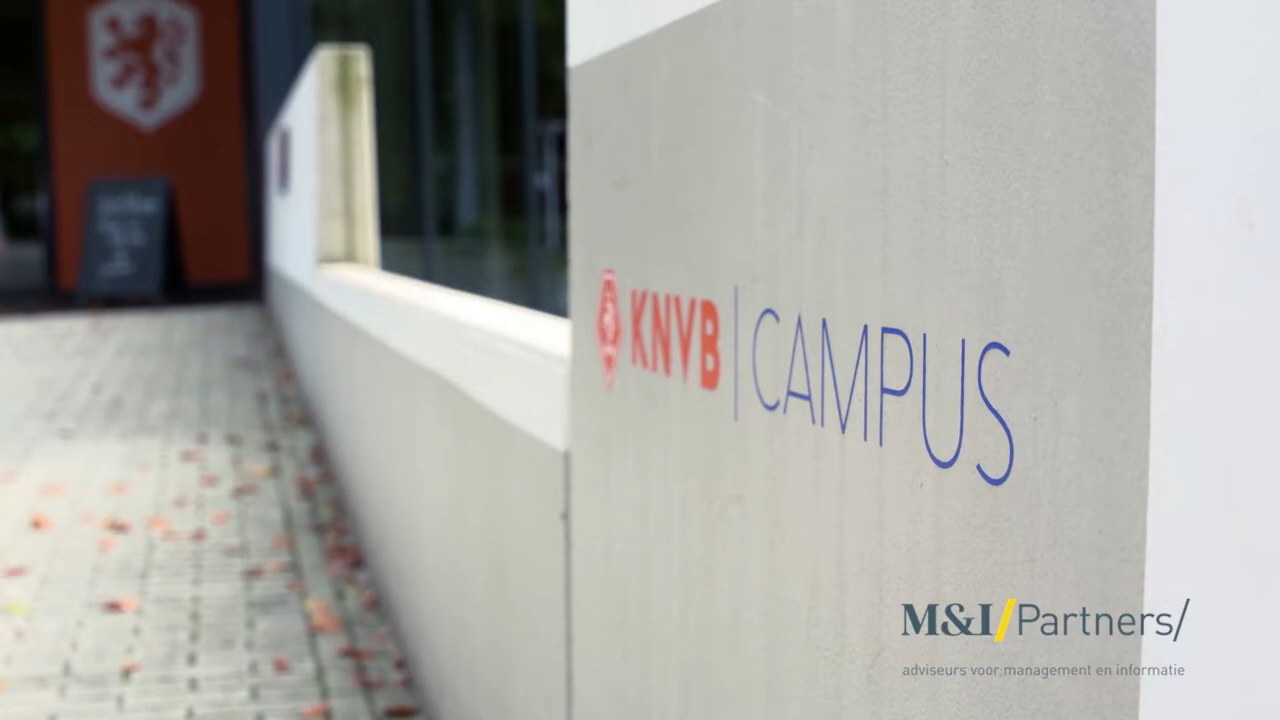 KNVB | CAMPUS
M&I/Partners/
adviseurs voor management en informatie